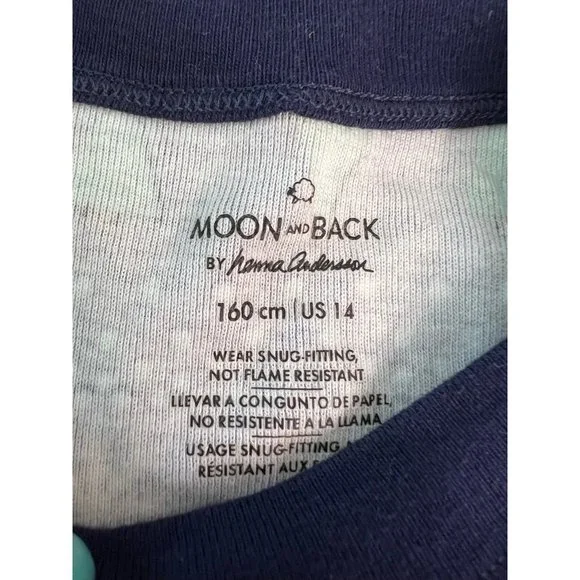 MOON AND BACK
BY hanna Andersson
160 cm | US 14
WEAR SNUG-FITTING,
NOT FLAME RESISTANT
LLEVAR A CONGUNTO DE PAPEL,
NO RESISTENTE A LA LLAMA
USAGE SNUG-FITTING,
RÉSISTANT AUX